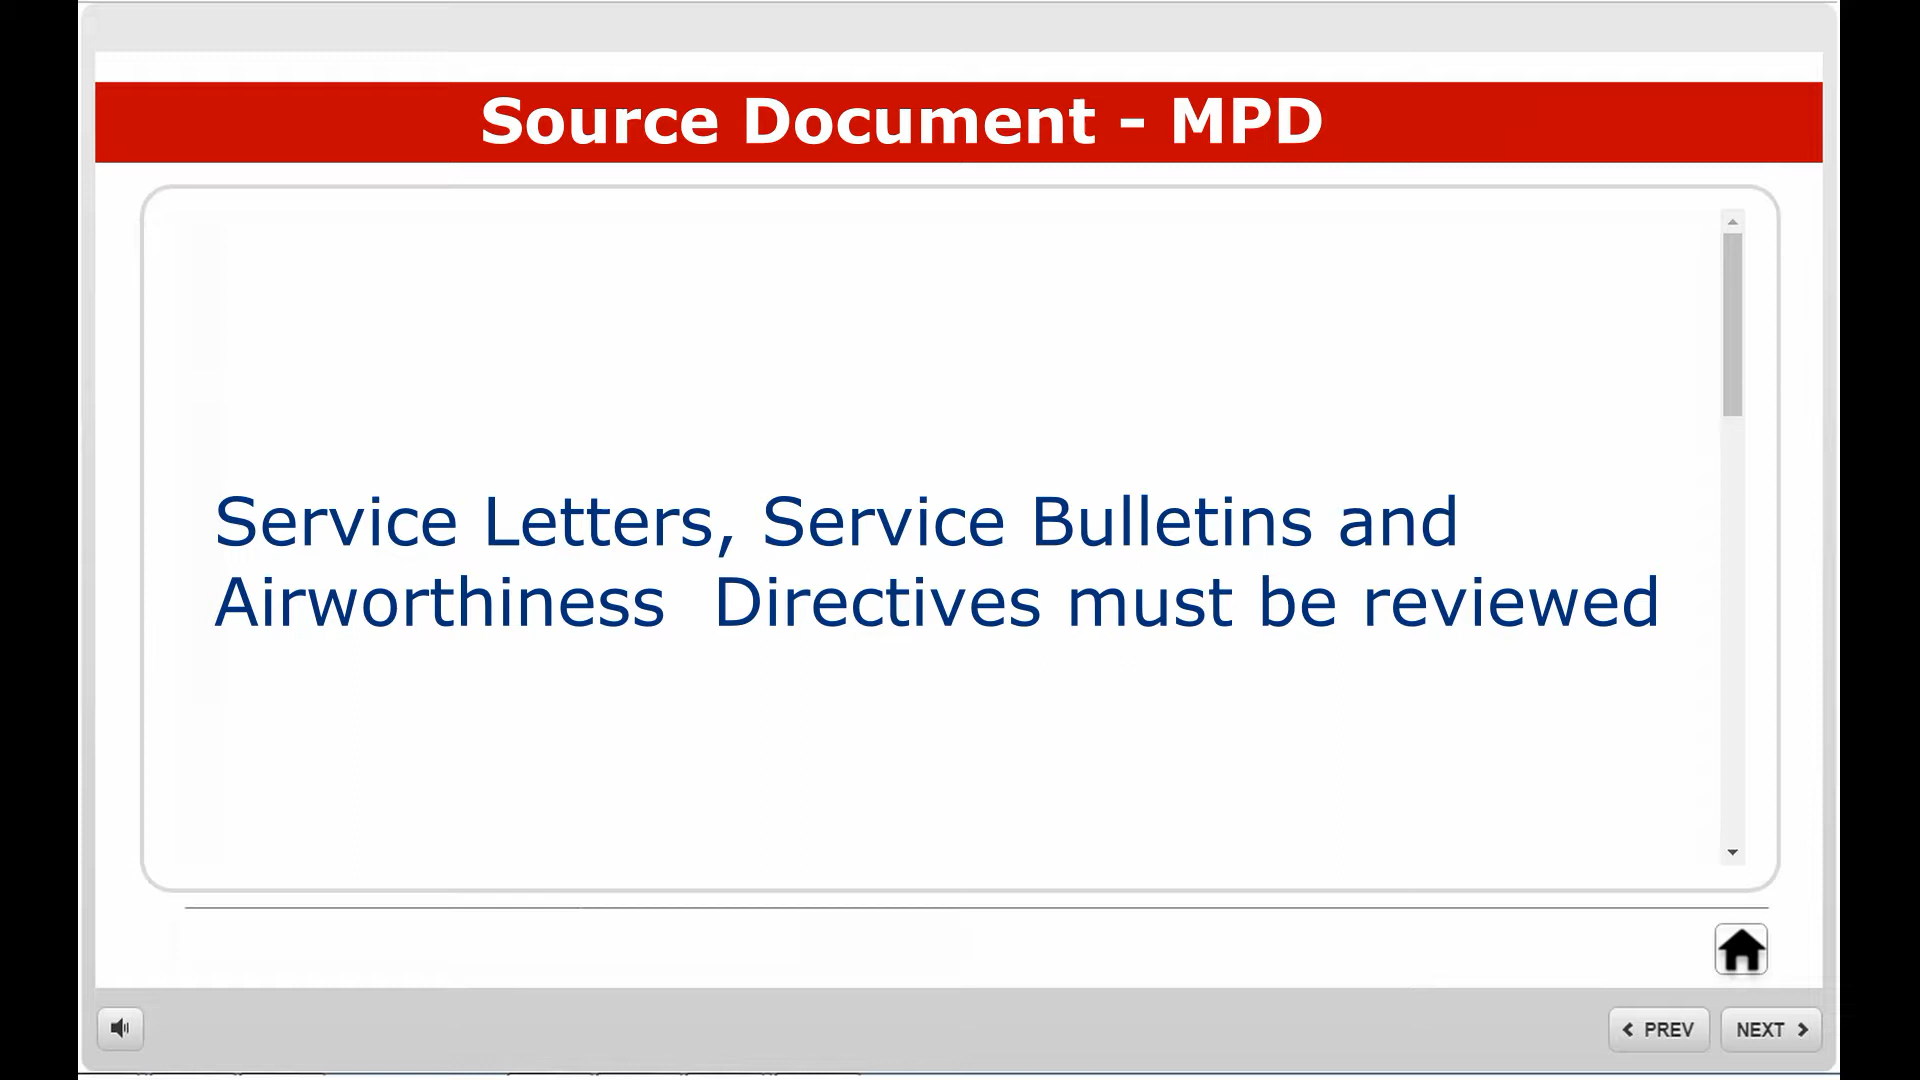 Source Document - MPD
Service Letters, Service Bulletins and
Airworthiness  Directives must be reviewed
PREV
NEXT